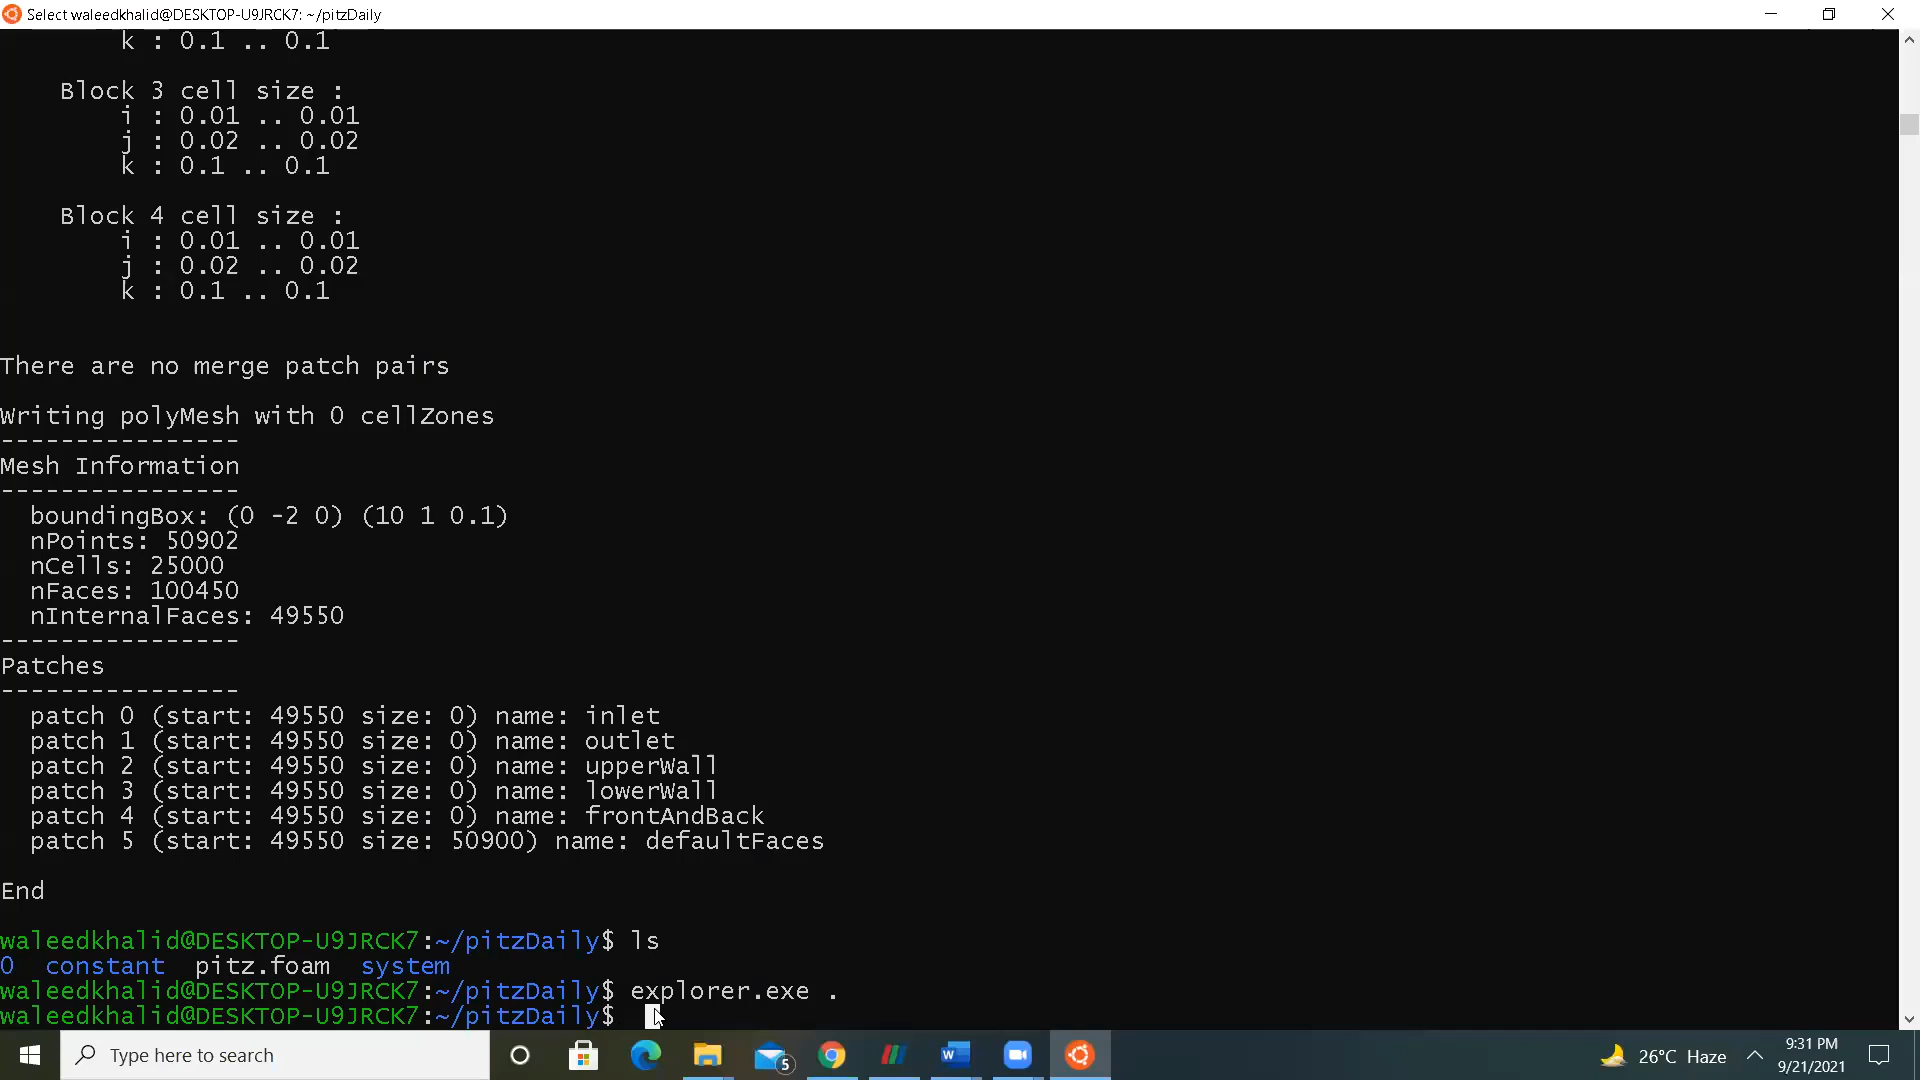 Select waleedkhalid@DESKTOP-U9JRCK7: ~/pitzDaily
k : 0.1 .. 0.1
Block 3 cell size :
i : 0.01 .. 0.01
j : 0.02 .. 0.02
k : 0.1 .. 0.1
Block 4 cell size :
i : 0.01 .. 0.01
j : 0.02 .. 0.02
k : 0.1 .. 0.1
There are no merge patch pairs
Writing polyMesh with 0 cellZones
----------------
Mesh Information
----------------
boundingBox: (0 -2 0) (10 1 0.1)
nPoints: 50902
nCells: 25000
nFaces: 100450
nInternalFaces: 49550
----------------
Patches
----------------
patch 0 (start: 49550 size: 0) name: inlet
patch 1 (start: 49550 size: 0) name: outlet
patch 2 (start: 49550 size: 0) name: upperWall
patch 3 (start: 49550 size: 0) name: lowerWall
patch 4 (start: 49550 size: 0) name: frontAndBack
patch 5 (start: 49550 size: 50900) name: defaultFaces
End
waleedkhalid@DESKTOP-U9JRCK7:~/pitzDaily$ ls
0 constant pitz.foam system
waleedkhalid@DESKTOP-U9JRCK7:~/pitzDaily$ explorer.exe .
waleedkhalid@DESKTOP-U9JRCK7:~/pitzDaily$
Type here to search
5
W
26°C Haze
9:31 PM
9/21/2021